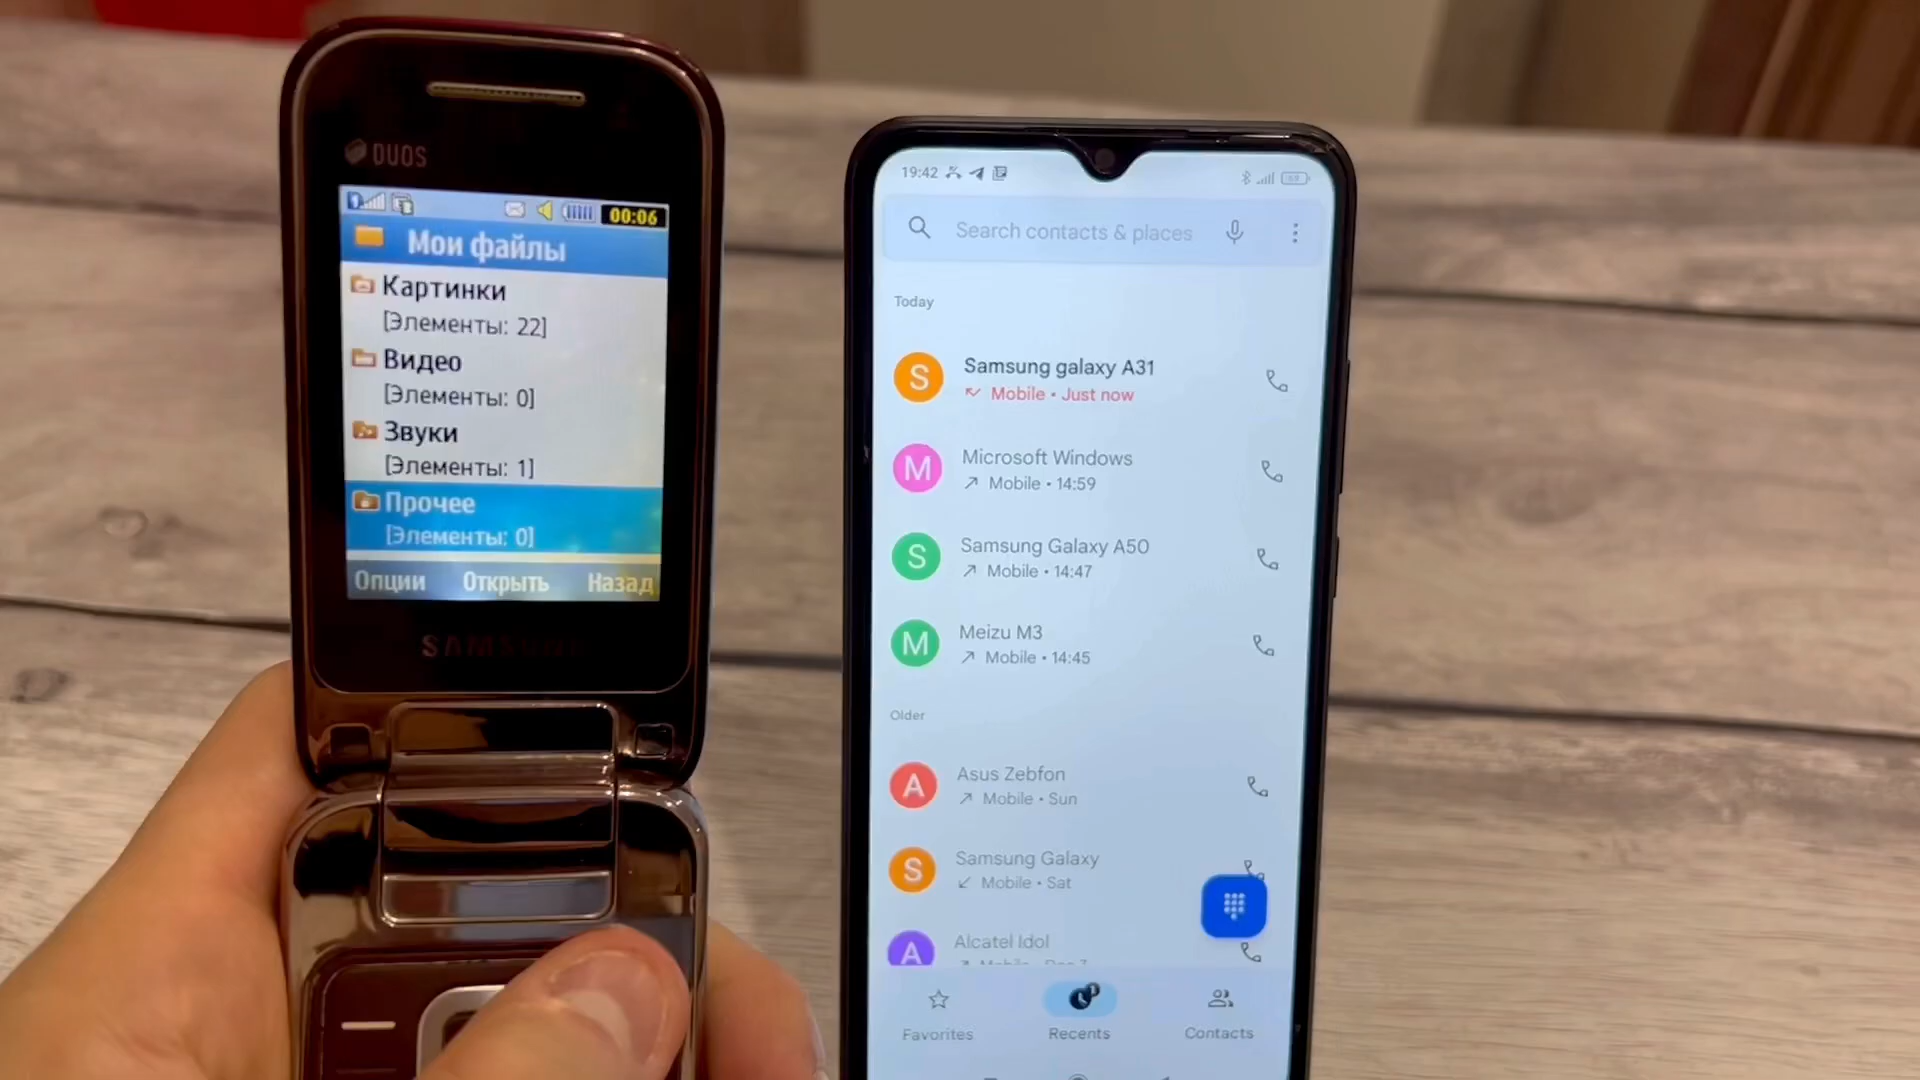 DUOS
00:06
Мои файлы
Картинки
[Элементы: 22]
Видео
[Элементы: 0]
Звуки
[Элементы: 1]
Прочее
[Элементы: 0]
Опции Открыть Назад
SAMSUNG
19:42
68
Search contacts & places
Today
S Samsung galaxy A31
Mobile • Just now
M Microsoft Windows
Mobile • 14:59
S Samsung Galaxy A50
Mobile • 14:47
M Meizu M3
Mobile • 14:45
Older
A Asus Zebfon
Mobile • Sun
S Samsung Galaxy
Mobile • Sat
A Alcatel Idol
Favorites Recents Contacts